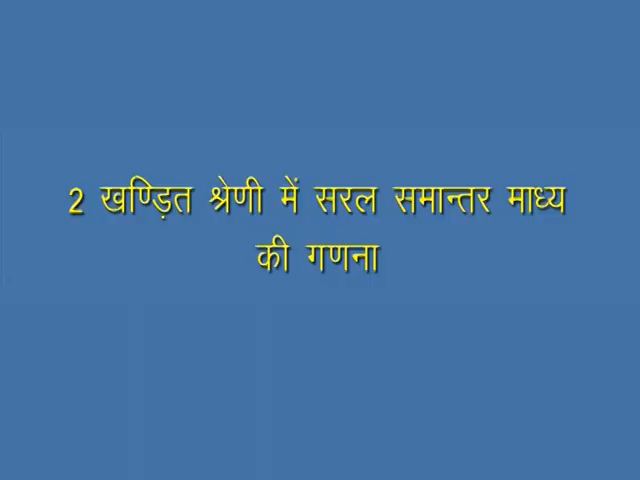 2 खण्ड़ित श्रेणी में सरल समान्तर माध्य
की गणना